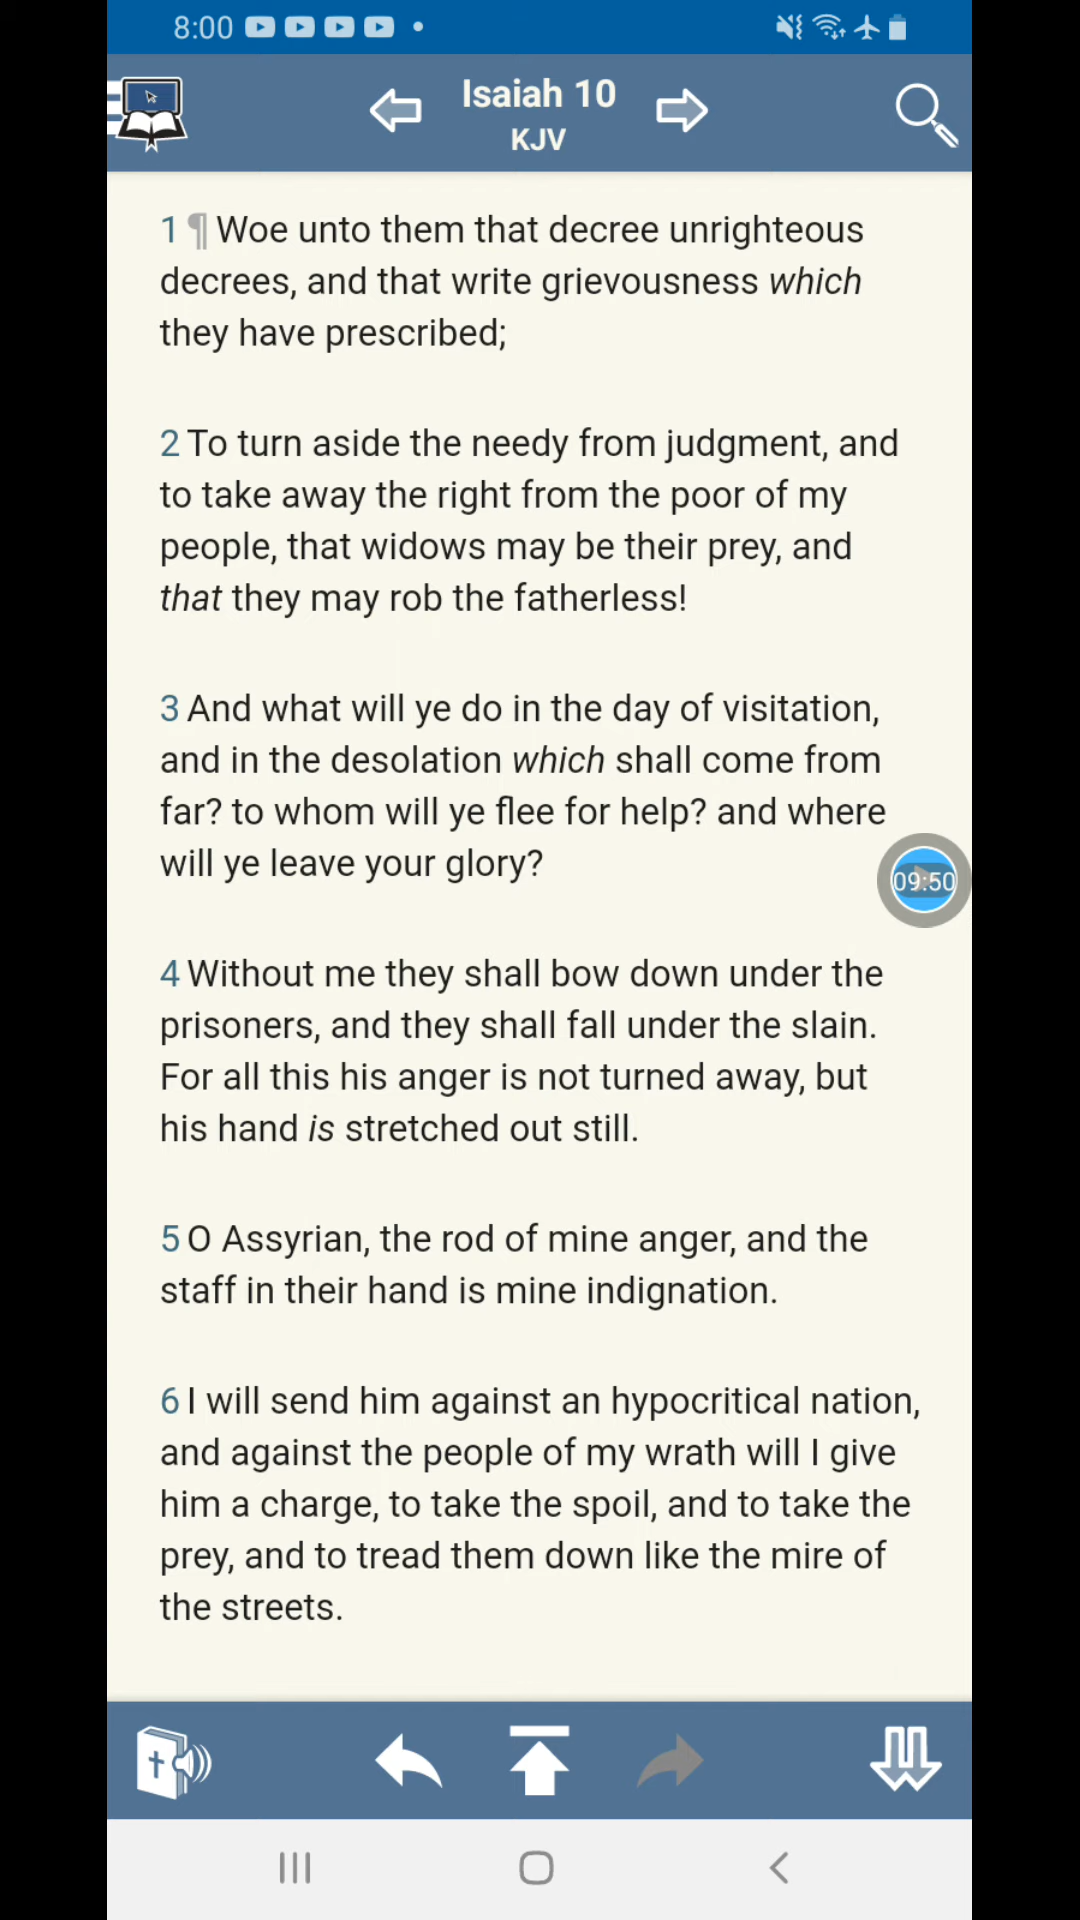 8:00
Isaiah 10
KJV
1 ¶ Woe unto them that decree unrighteous
decrees, and that write grievousness which
they have prescribed;
2 To turn aside the needy from judgment, and
to take away the right from the poor of my
people, that widows may be their prey, and
that they may rob the fatherless!
3 And what will ye do in the day of visitation,
and in the desolation which shall come from
far? to whom will ye flee for help? and where
will ye leave your glory?
09:50
4 Without me they shall bow down under the
prisoners, and they shall fall under the slain.
For all this his anger is not turned away, but
his hand is stretched out still.
5 O Assyrian, the rod of mine anger, and the
staff in their hand is mine indignation.
6 I will send him against an hypocritical nation,
and against the people of my wrath will I give
him a charge, to take the spoil, and to take the
prey, and to tread them down like the mire of
the streets.